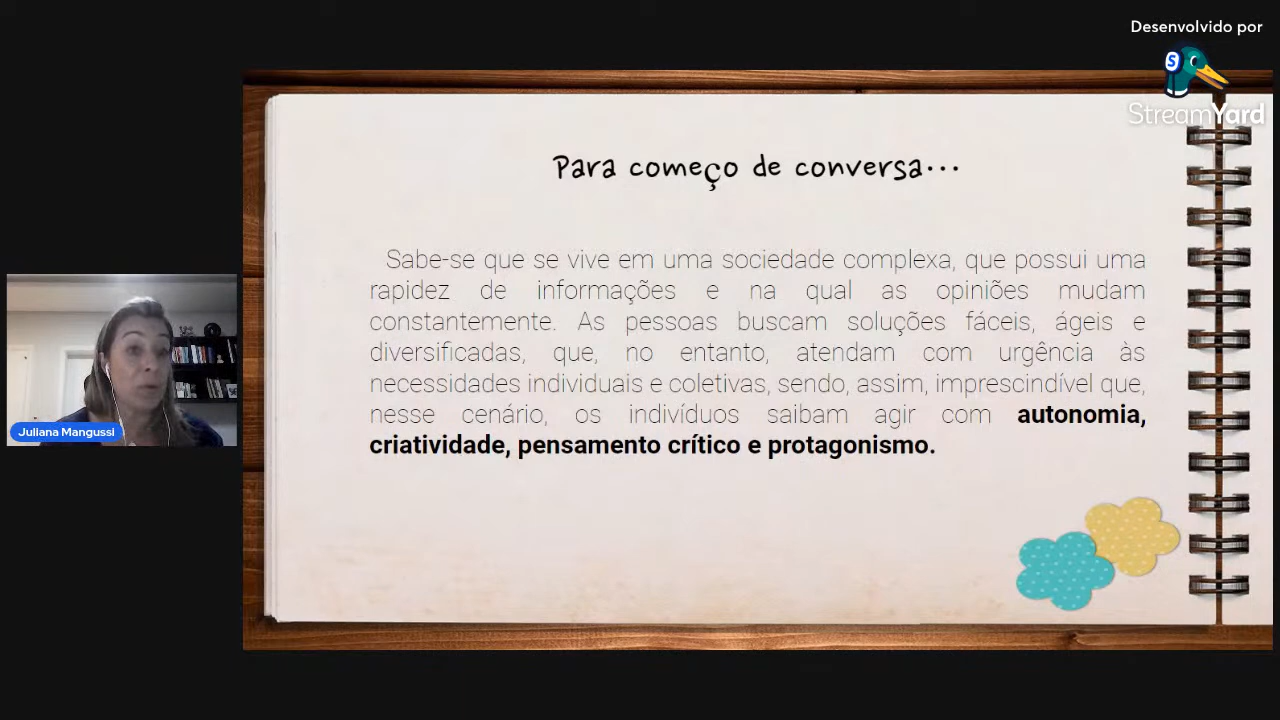 Desenvolvido por
StreamYard
Para começo de conversa...
Sabe-se que se vive em uma sociedade complexa, que possui uma
rapidez de informações e na qual as opiniões mudam
constantemente. As pessoas buscam soluções fáceis, ágeis e
diversificadas, que, no entanto, atendam com urgência às
necessidades individuais e coletivas, sendo, assim, imprescindível que,
nesse cenário, os indivíduos saibam agir com autonomia,
criatividade, pensamento crítico e protagonismo.
Juliana Mangussi